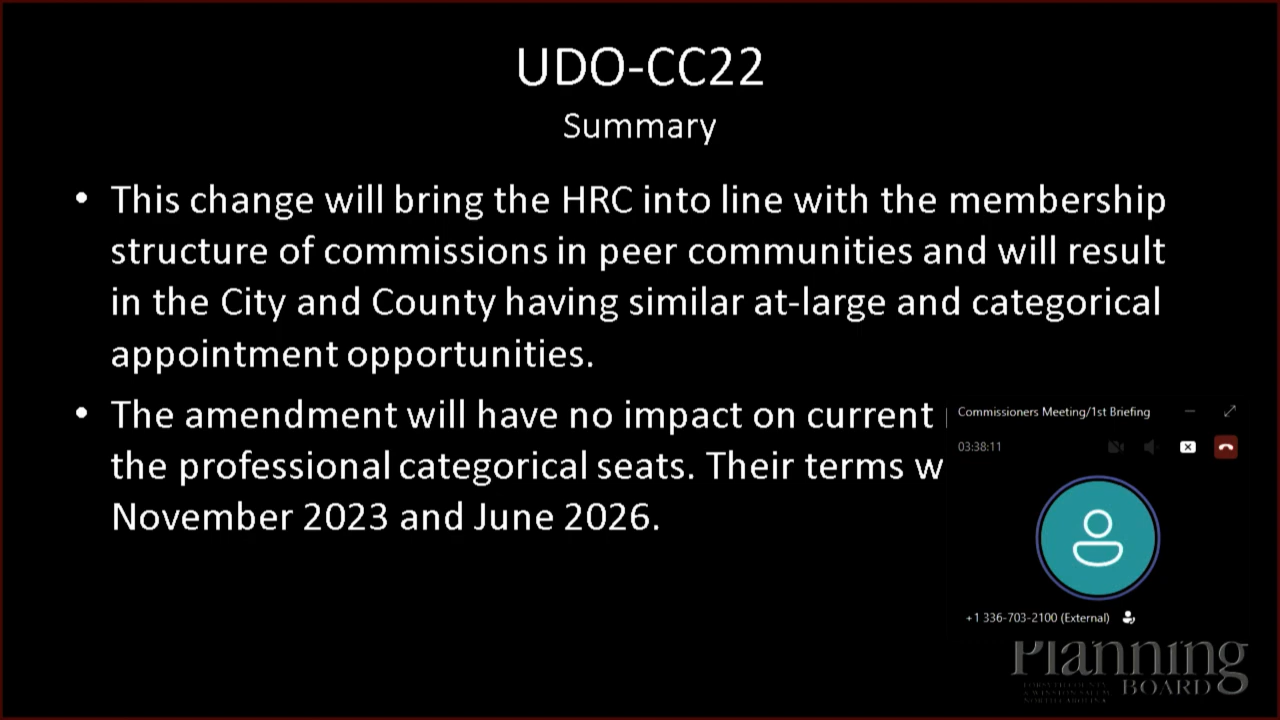 UDO-CC22
Summary
• This change will bring the HRC into line with the membership
structure of commissions in peer communities and will result
in the City and County having similar at-large and categorical
appointment opportunities.
• The amendment will have no impact on current
the professional categorical seats. Their terms w
November 2023 and June 2026.
Commissioners Meeting/1st Briefing
03:38:11
+1 336-703-2100 (External)
Planning
BOARD